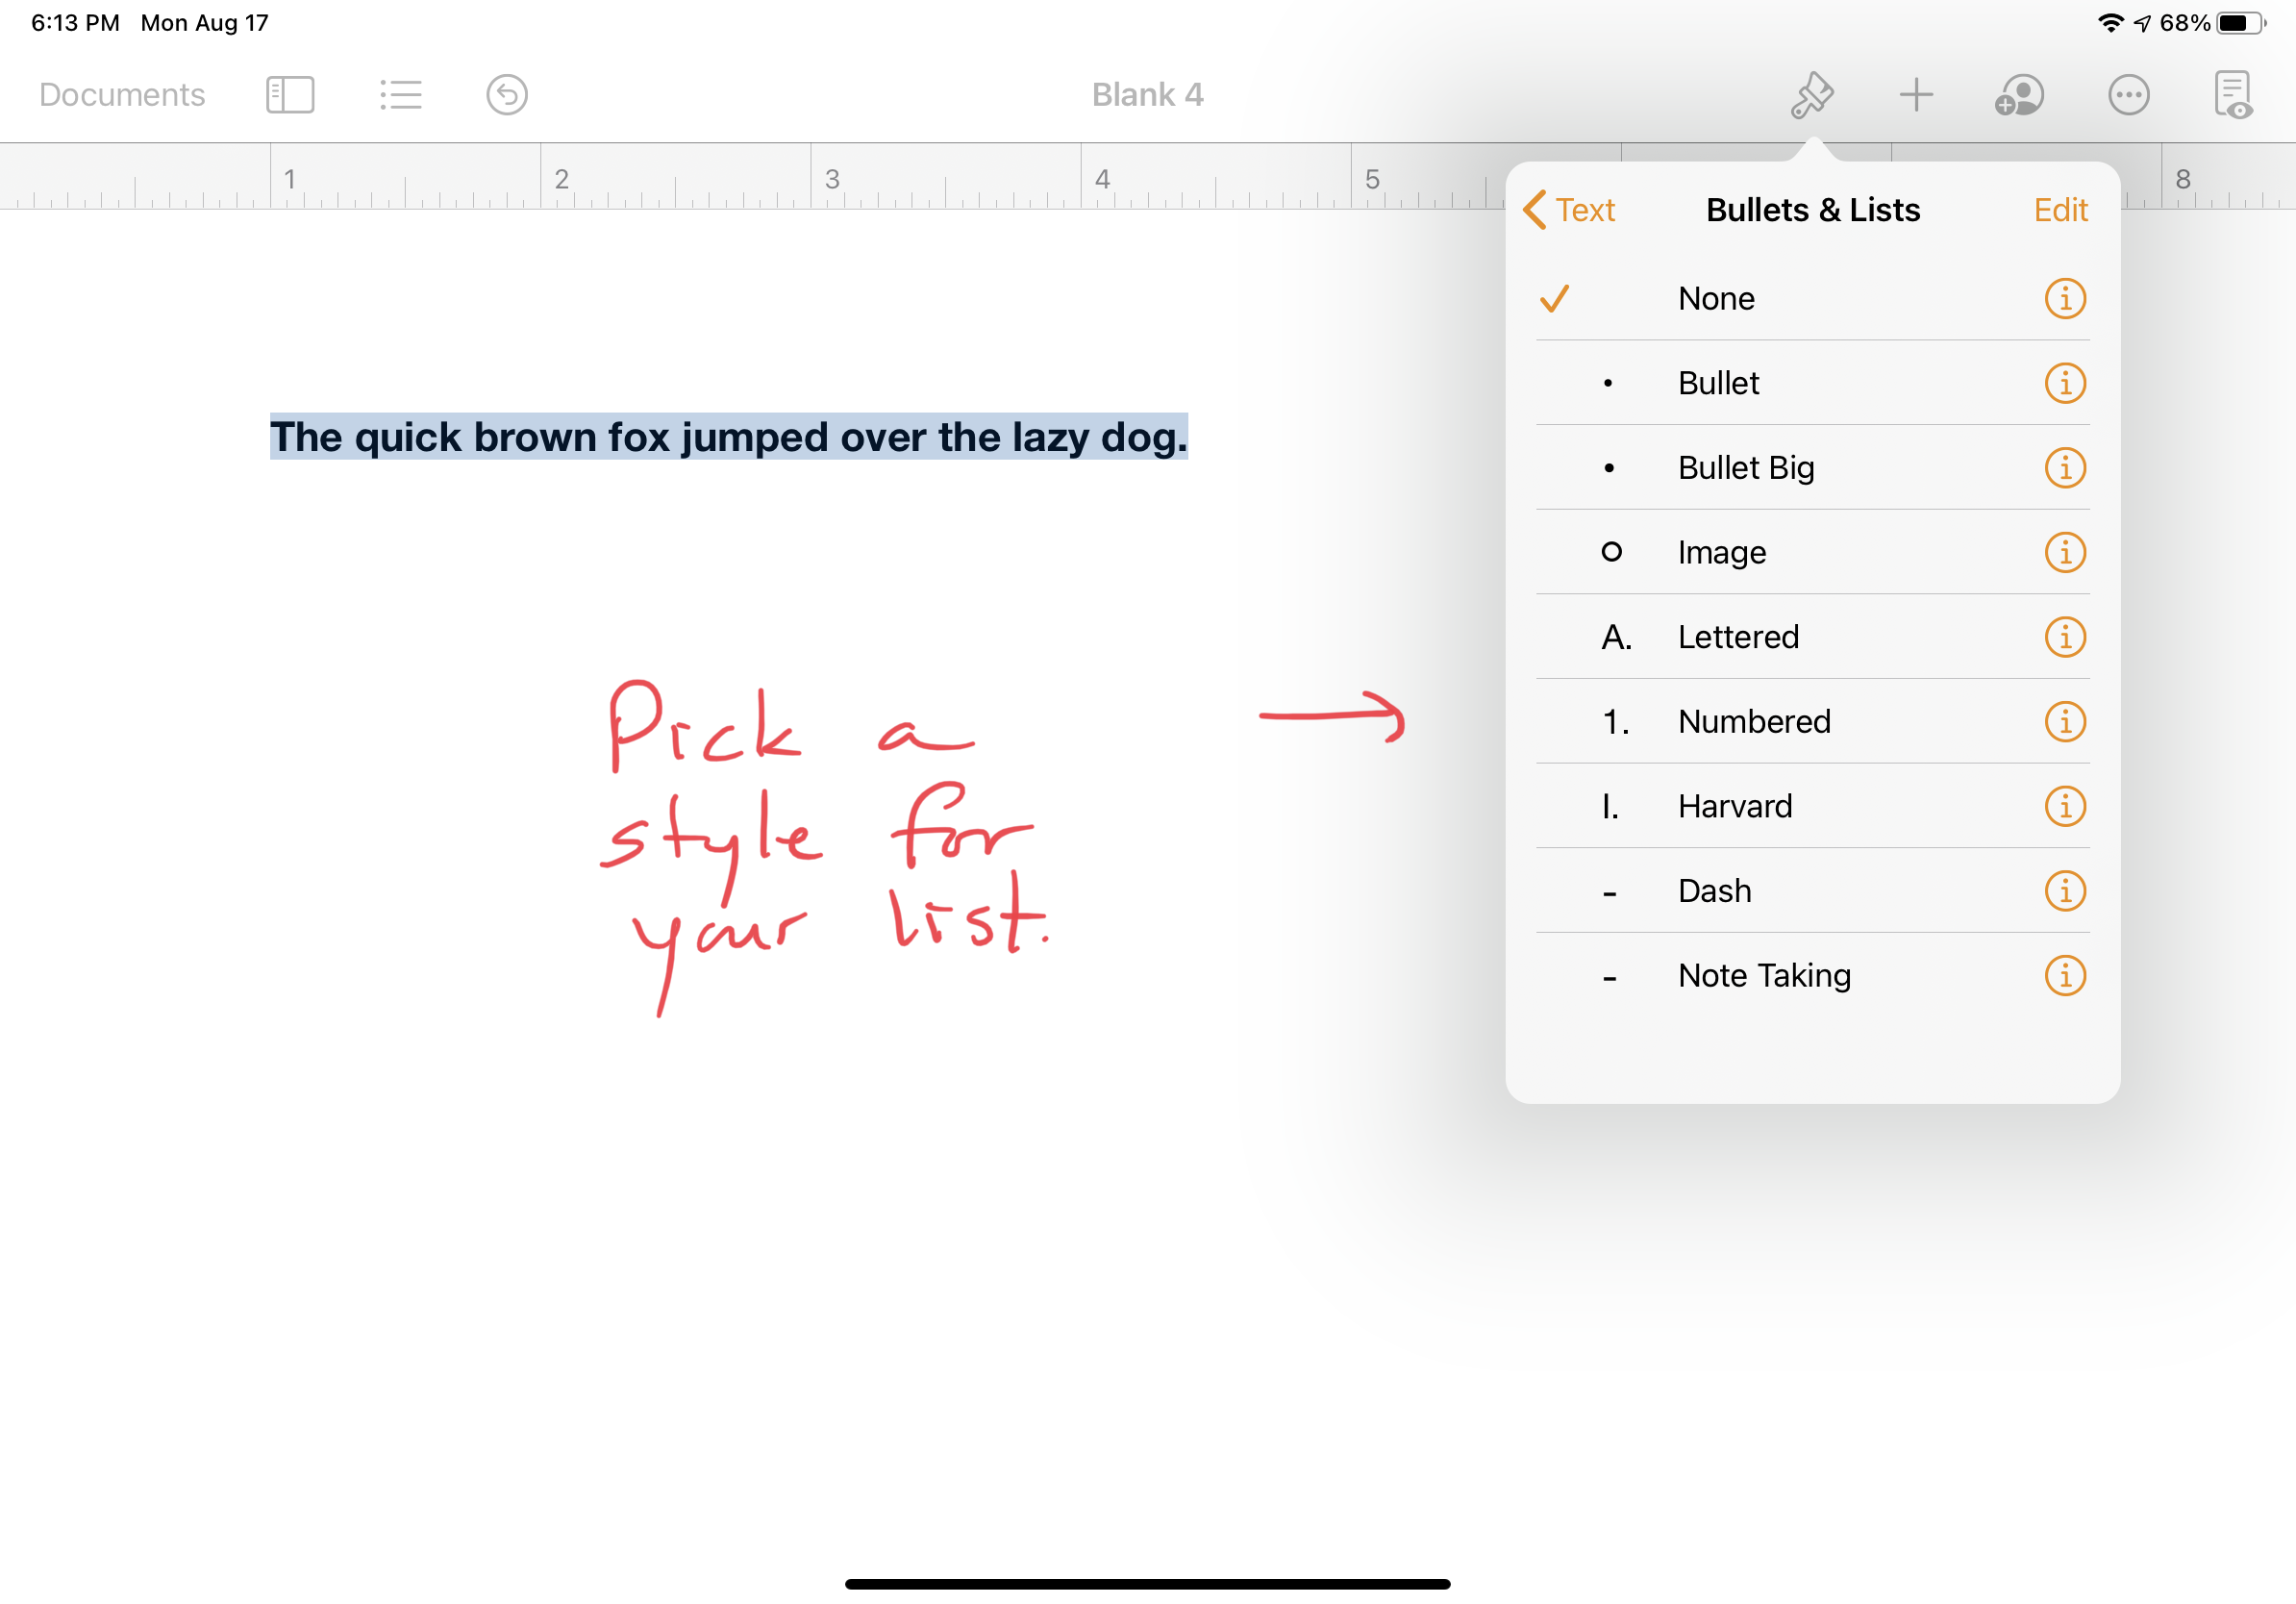 6:13 PM Mon Aug 17
68%
Documents
Blank 4
1 2 3 4 5 8
Text Bullets & Lists Edit
None
• Bullet
• Bullet Big
Image
A. Lettered
1. Numbered
I. Harvard
- Dash
- Note Taking
The quick brown fox jumped over the lazy dog.
Pick a
style for
your list.